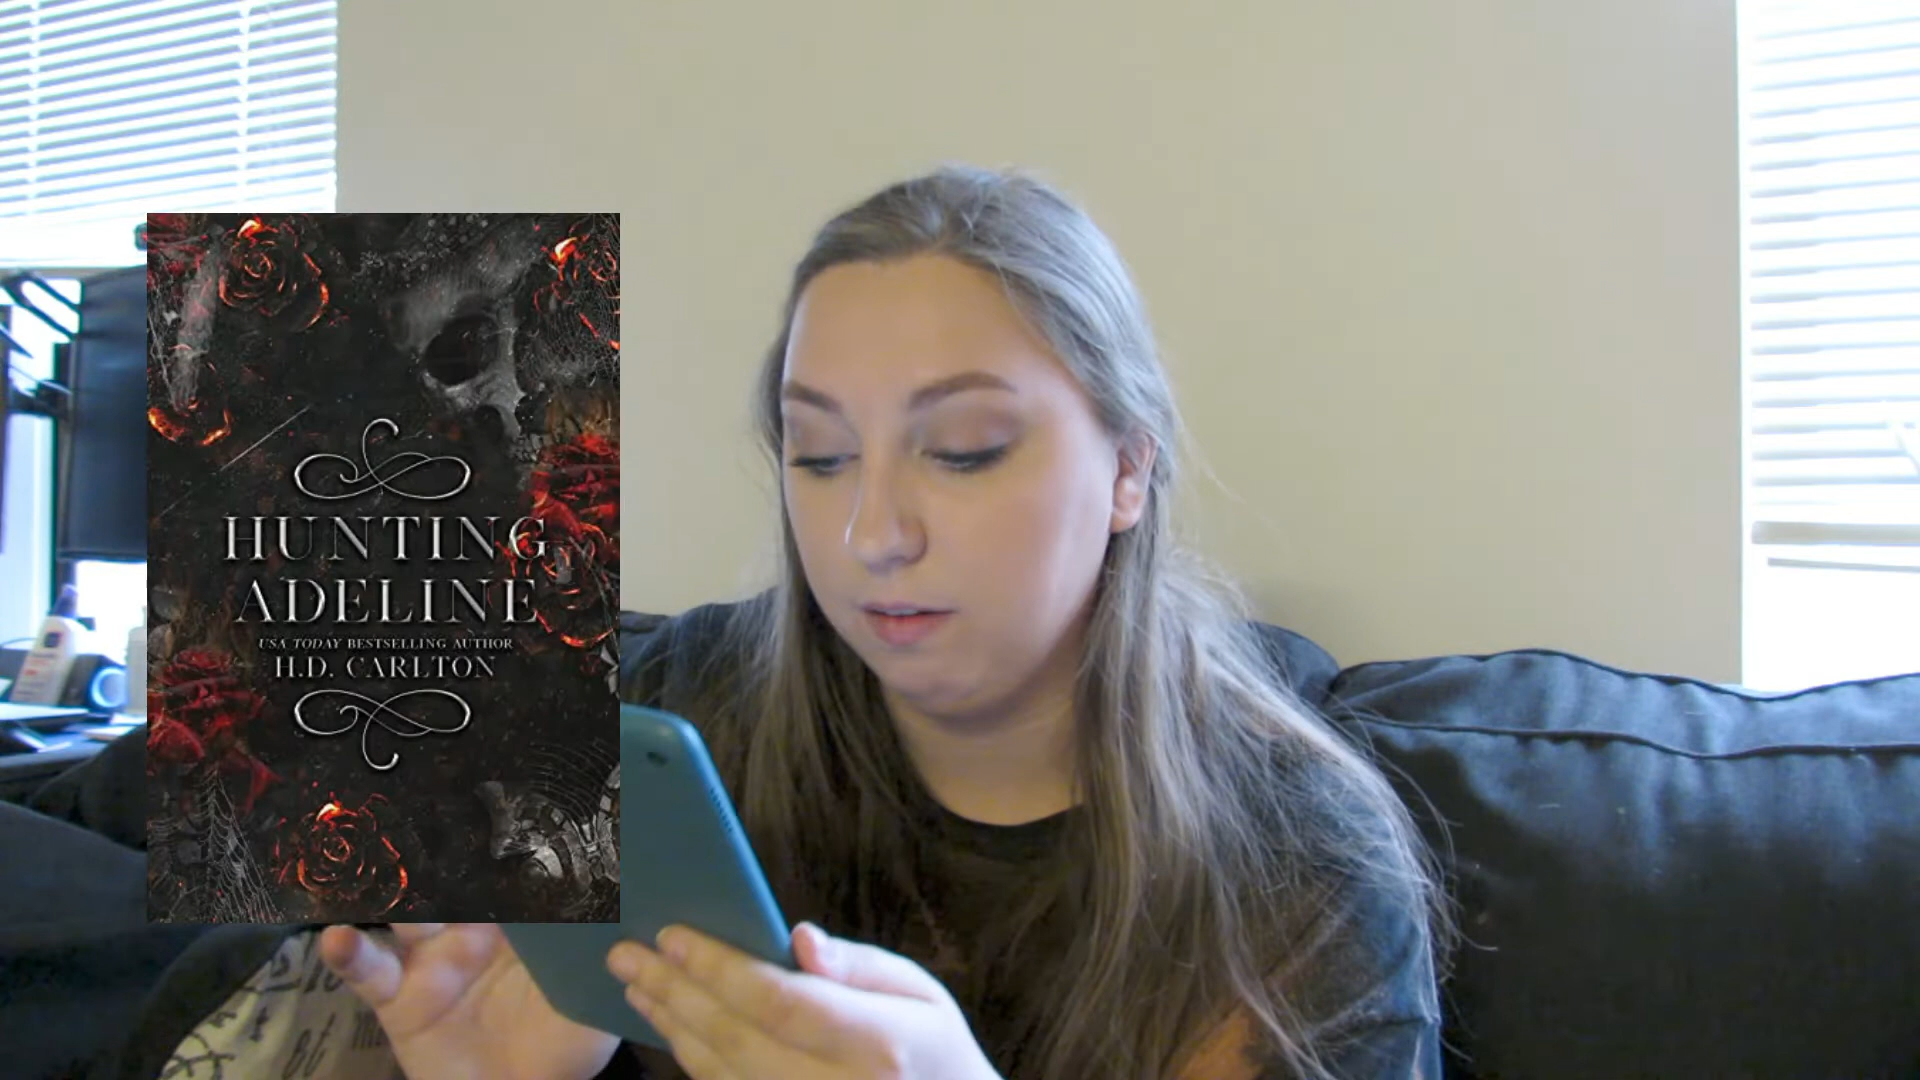 HUNTING
ADELINE
USA TODAY BESTSELLING AUTHOR
H.D. CARLTON